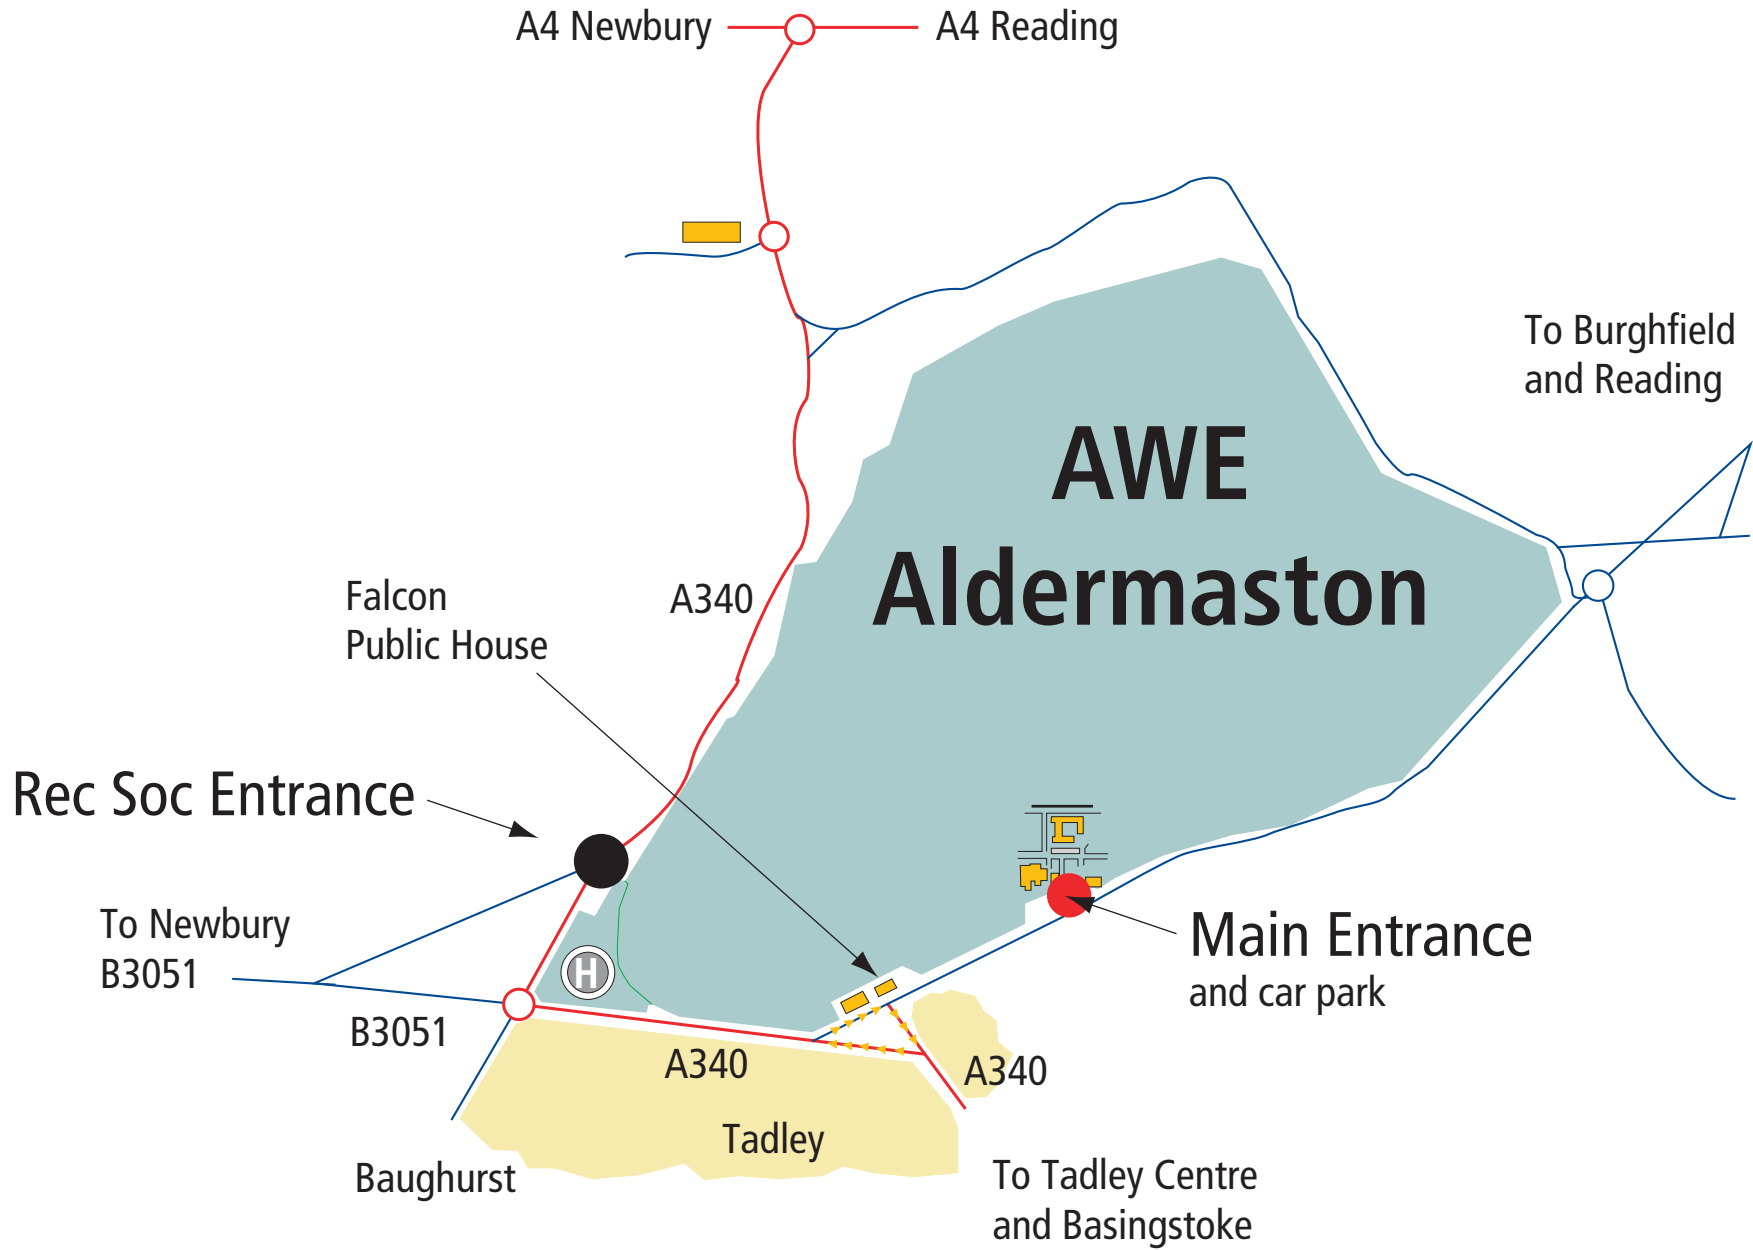 A4 Newbury
A4 Reading
To Burghfield
and Reading
AWE
Aldermaston
A340
Falcon
Public House
Rec Soc Entrance
To Newbury
B3051
H
Main Entrance
and car park
B3051
A340
A340
Tadley
Baughurst
To Tadley Centre
and Basingstoke